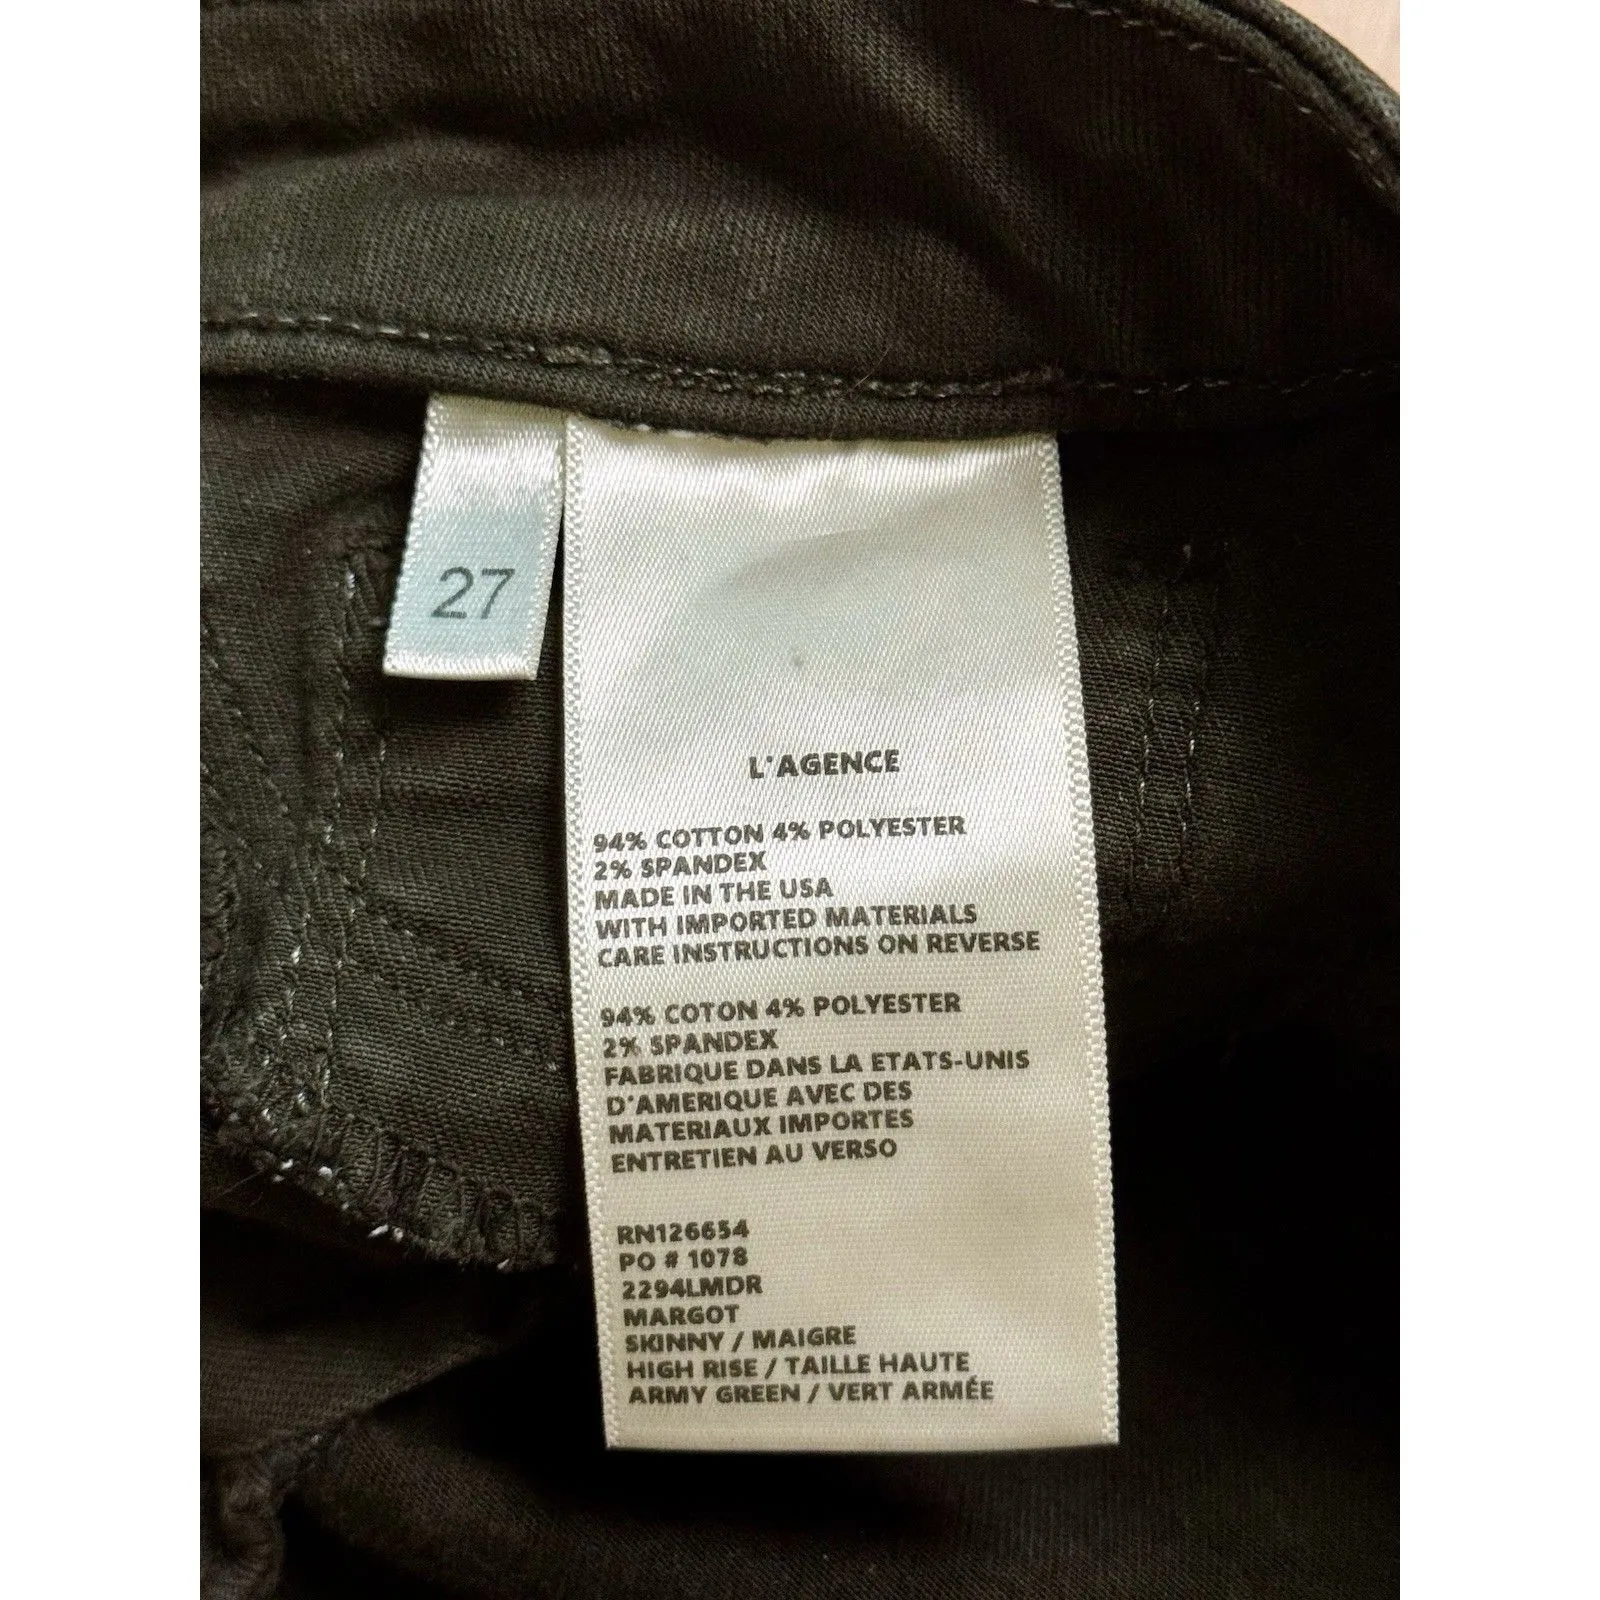 27
L'AGENCE
94% COTTON 4% POLYESTER
2% SPANDEX
MADE IN THE USA
WITH IMPORTED MATERIALS
CARE INSTRUCTIONS ON REVERSE
94% COTON 4% POLYESTER
2% SPANDEX
FABRIQUE DANS LA ETATS-UNIS
D'AMERIQUE AVEC DES
MATERIAUX IMPORTES
ENTRETIEN AU VERSO
RN126654
PO # 1078
2294LMDR
MARGOT
SKINNY / MAIGRE
HIGH RISE / TAILLE HAUTE
ARMY GREEN / VERT ARMÉE